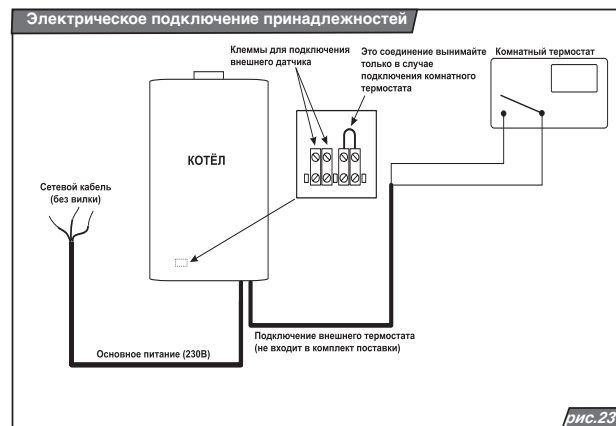 Электрическое подключение принадлежностей
Клеммы для подключения
внешнего датчика
Это соединение вынимайте
только в случае
подключения комнатного
термостата
Комнатный термостат
КОТЁЛ
Сетевой кабель
(без вилки)
Подключение внешнего термостата
(не входит в комплект поставки)
Основное питание (230В)
рис.23